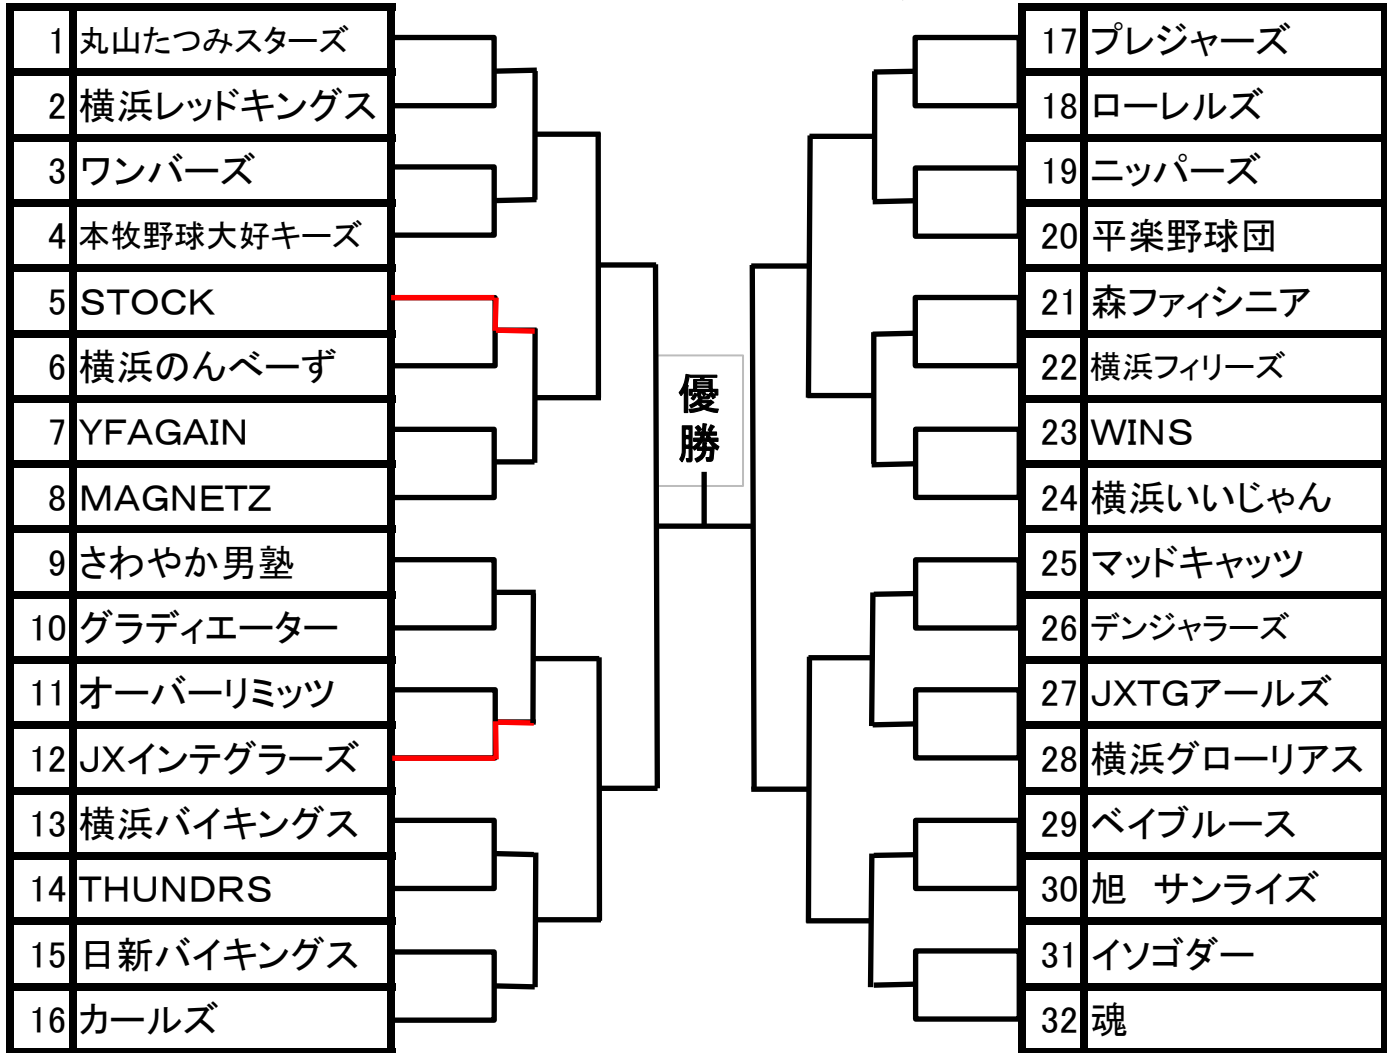 1 丸山たつみスターズ
2 横浜レッドキングス
3 ワンバーズ
4 本牧野球大好キーズ
5 STOCK
6 横浜のんべーず
7 YFAGAIN
8 MAGNETZ
9 さわやか男塾
10 グラディエーター
11 オーバーリミッツ
12 JXインテグラーズ
13 横浜バイキングス
14 THUNDRS
15 日新バイキングス
16 カールズ
優勝
17 プレジャーズ
18 ローレルズ
19 ニッパーズ
20 平楽野球団
21 森ファィシニア
22 横浜フィリーズ
23 WINS
24 横浜いいじゃん
25 マッドキャッツ
26 デンジャラーズ
27 JXTGアールズ
28 横浜グローリアス
29 ベイブルース
30 旭　サンライズ
31 イソゴダー
32 魂